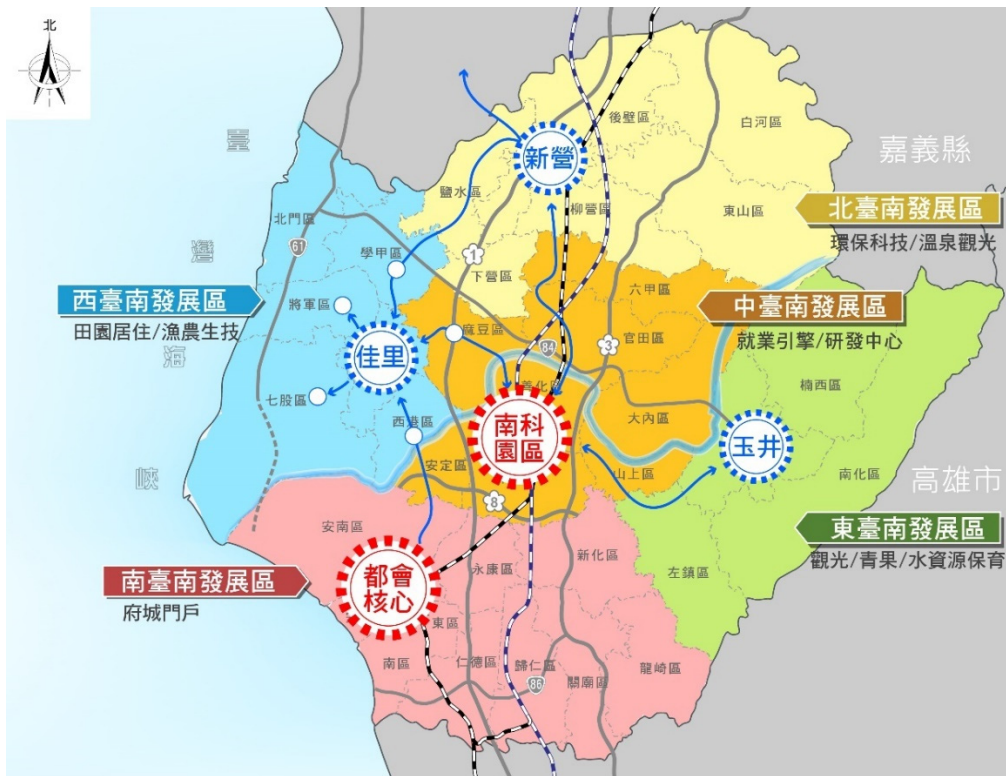 北
臺
灣
海
峽
嘉義縣
高雄市
北臺南發展區
環保科技/溫泉觀光
西臺南發展區
田園居住/漁農生技
中臺南發展區
就業引擎/研發中心
東臺南發展區
觀光/青果/水資源保育
南臺南發展區
府城門戶
新營
佳里
南科
園區
玉井
都會
核心
後壁區
白河區
鹽水區
柳營區
東山區
北門區
學甲區
下營區
將軍區
麻豆區
六甲區
官田區
楠西區
七股區
西港區
善化區
大內區
安定區
山上區
南化區
安南區
永康區
新化區
左鎮區
東區
南區
仁德區
歸仁區
關廟區
龍崎區
61
1
84
3
8
86